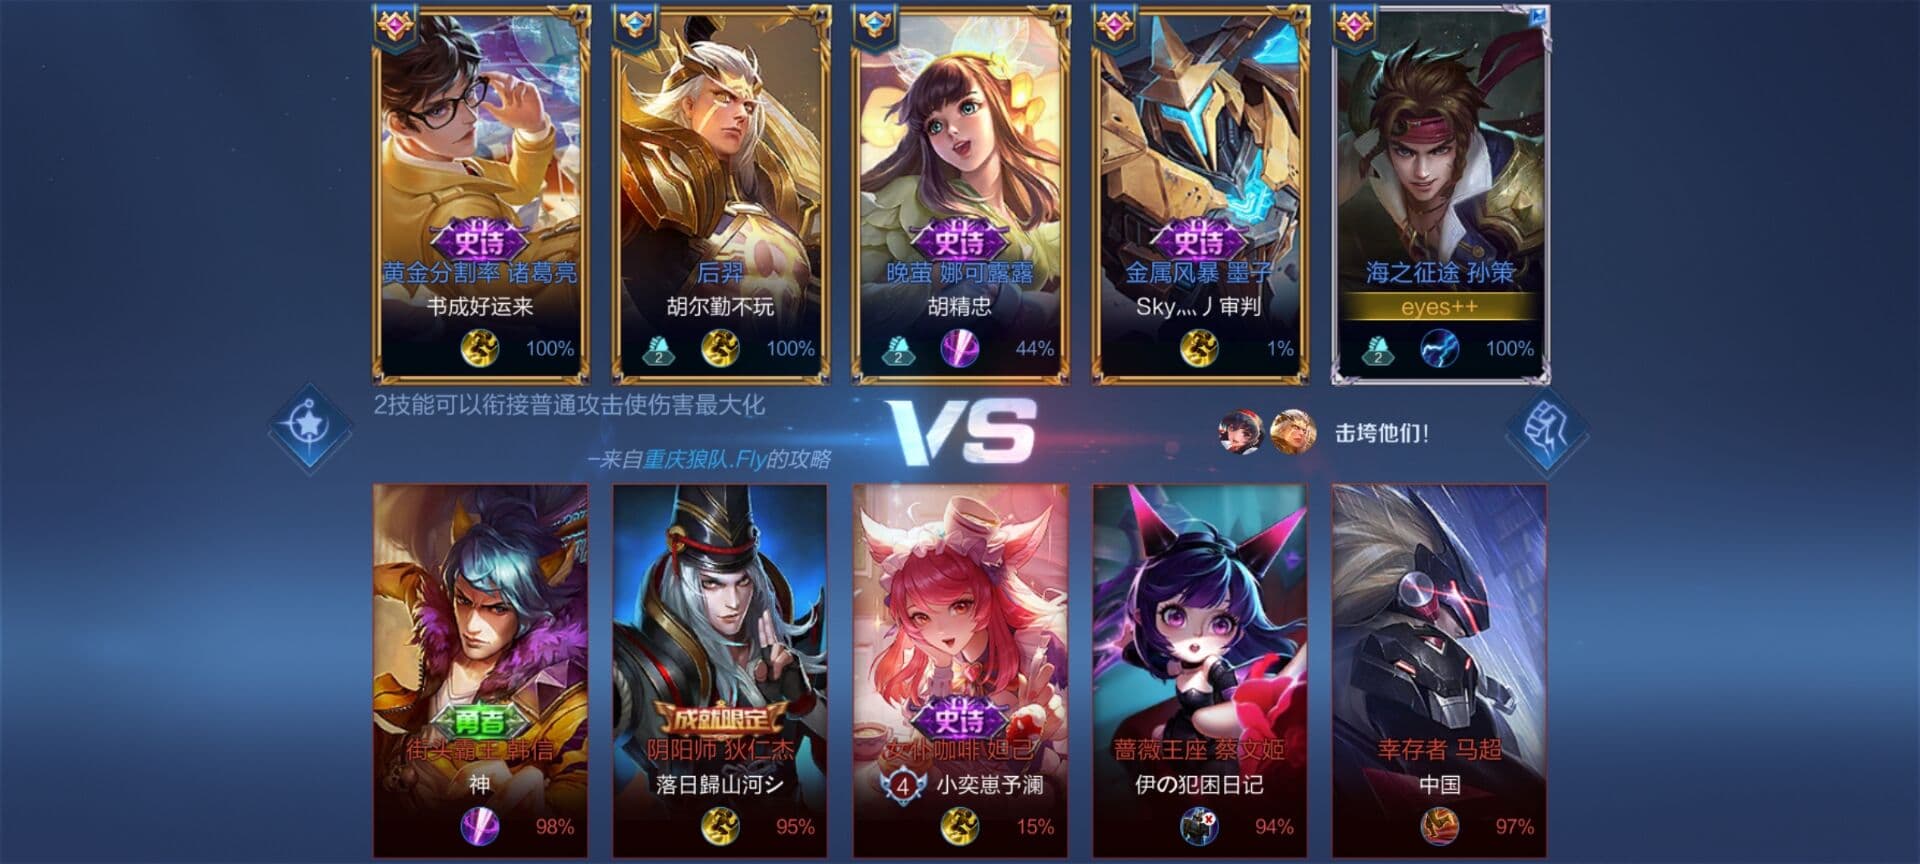 史诗
史诗
史诗
黄金分割率 诸葛亮
后羿
晚萤 娜可露露
金属风暴 墨子
海之征途 孙策
书成好运来
胡尔勤不玩
胡精忠
Sky灬丿审判
eyes++
100%
2
100%
2
44%
1%
2
100%
2技能可以衔接普通攻击使伤害最大化
–来自重庆狼队.Fly的攻略
VS
击垮他们!
勇者
成就限定
史诗
街头霸王 韩信
阴阳师 狄仁杰
女仆咖啡 妲己
蔷薇王座 蔡文姬
幸存者 马超
神
落日歸山河シ
4
小奕崽予澜
伊の犯困日记
中国
98%
95%
15%
94%
97%